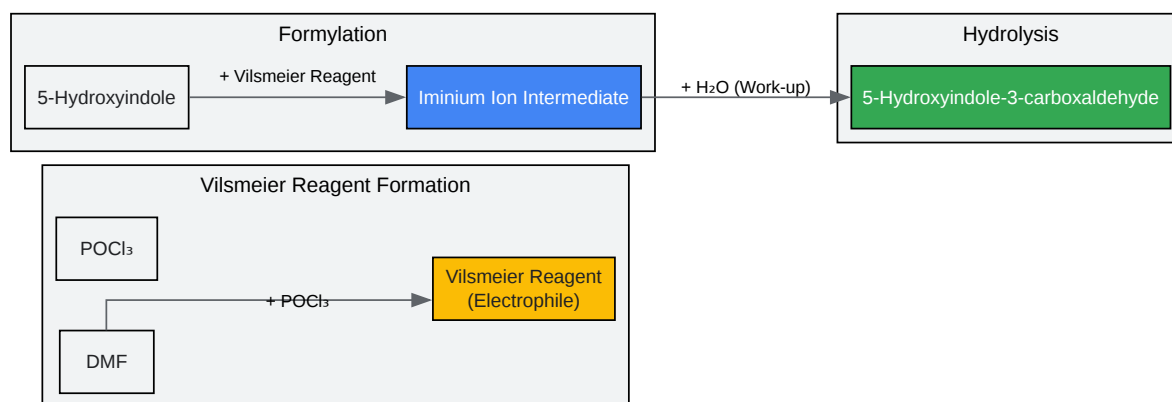 Formylation
5-Hydroxyindole
+ Vilsmeier Reagent
Iminium Ion Intermediate
+ H₂O (Work-up)
Hydrolysis
5-Hydroxyindole-3-carboxaldehyde
Vilsmeier Reagent Formation
POCl₃
DMF
+ POCl₃
Vilsmeier Reagent
(Electrophile)